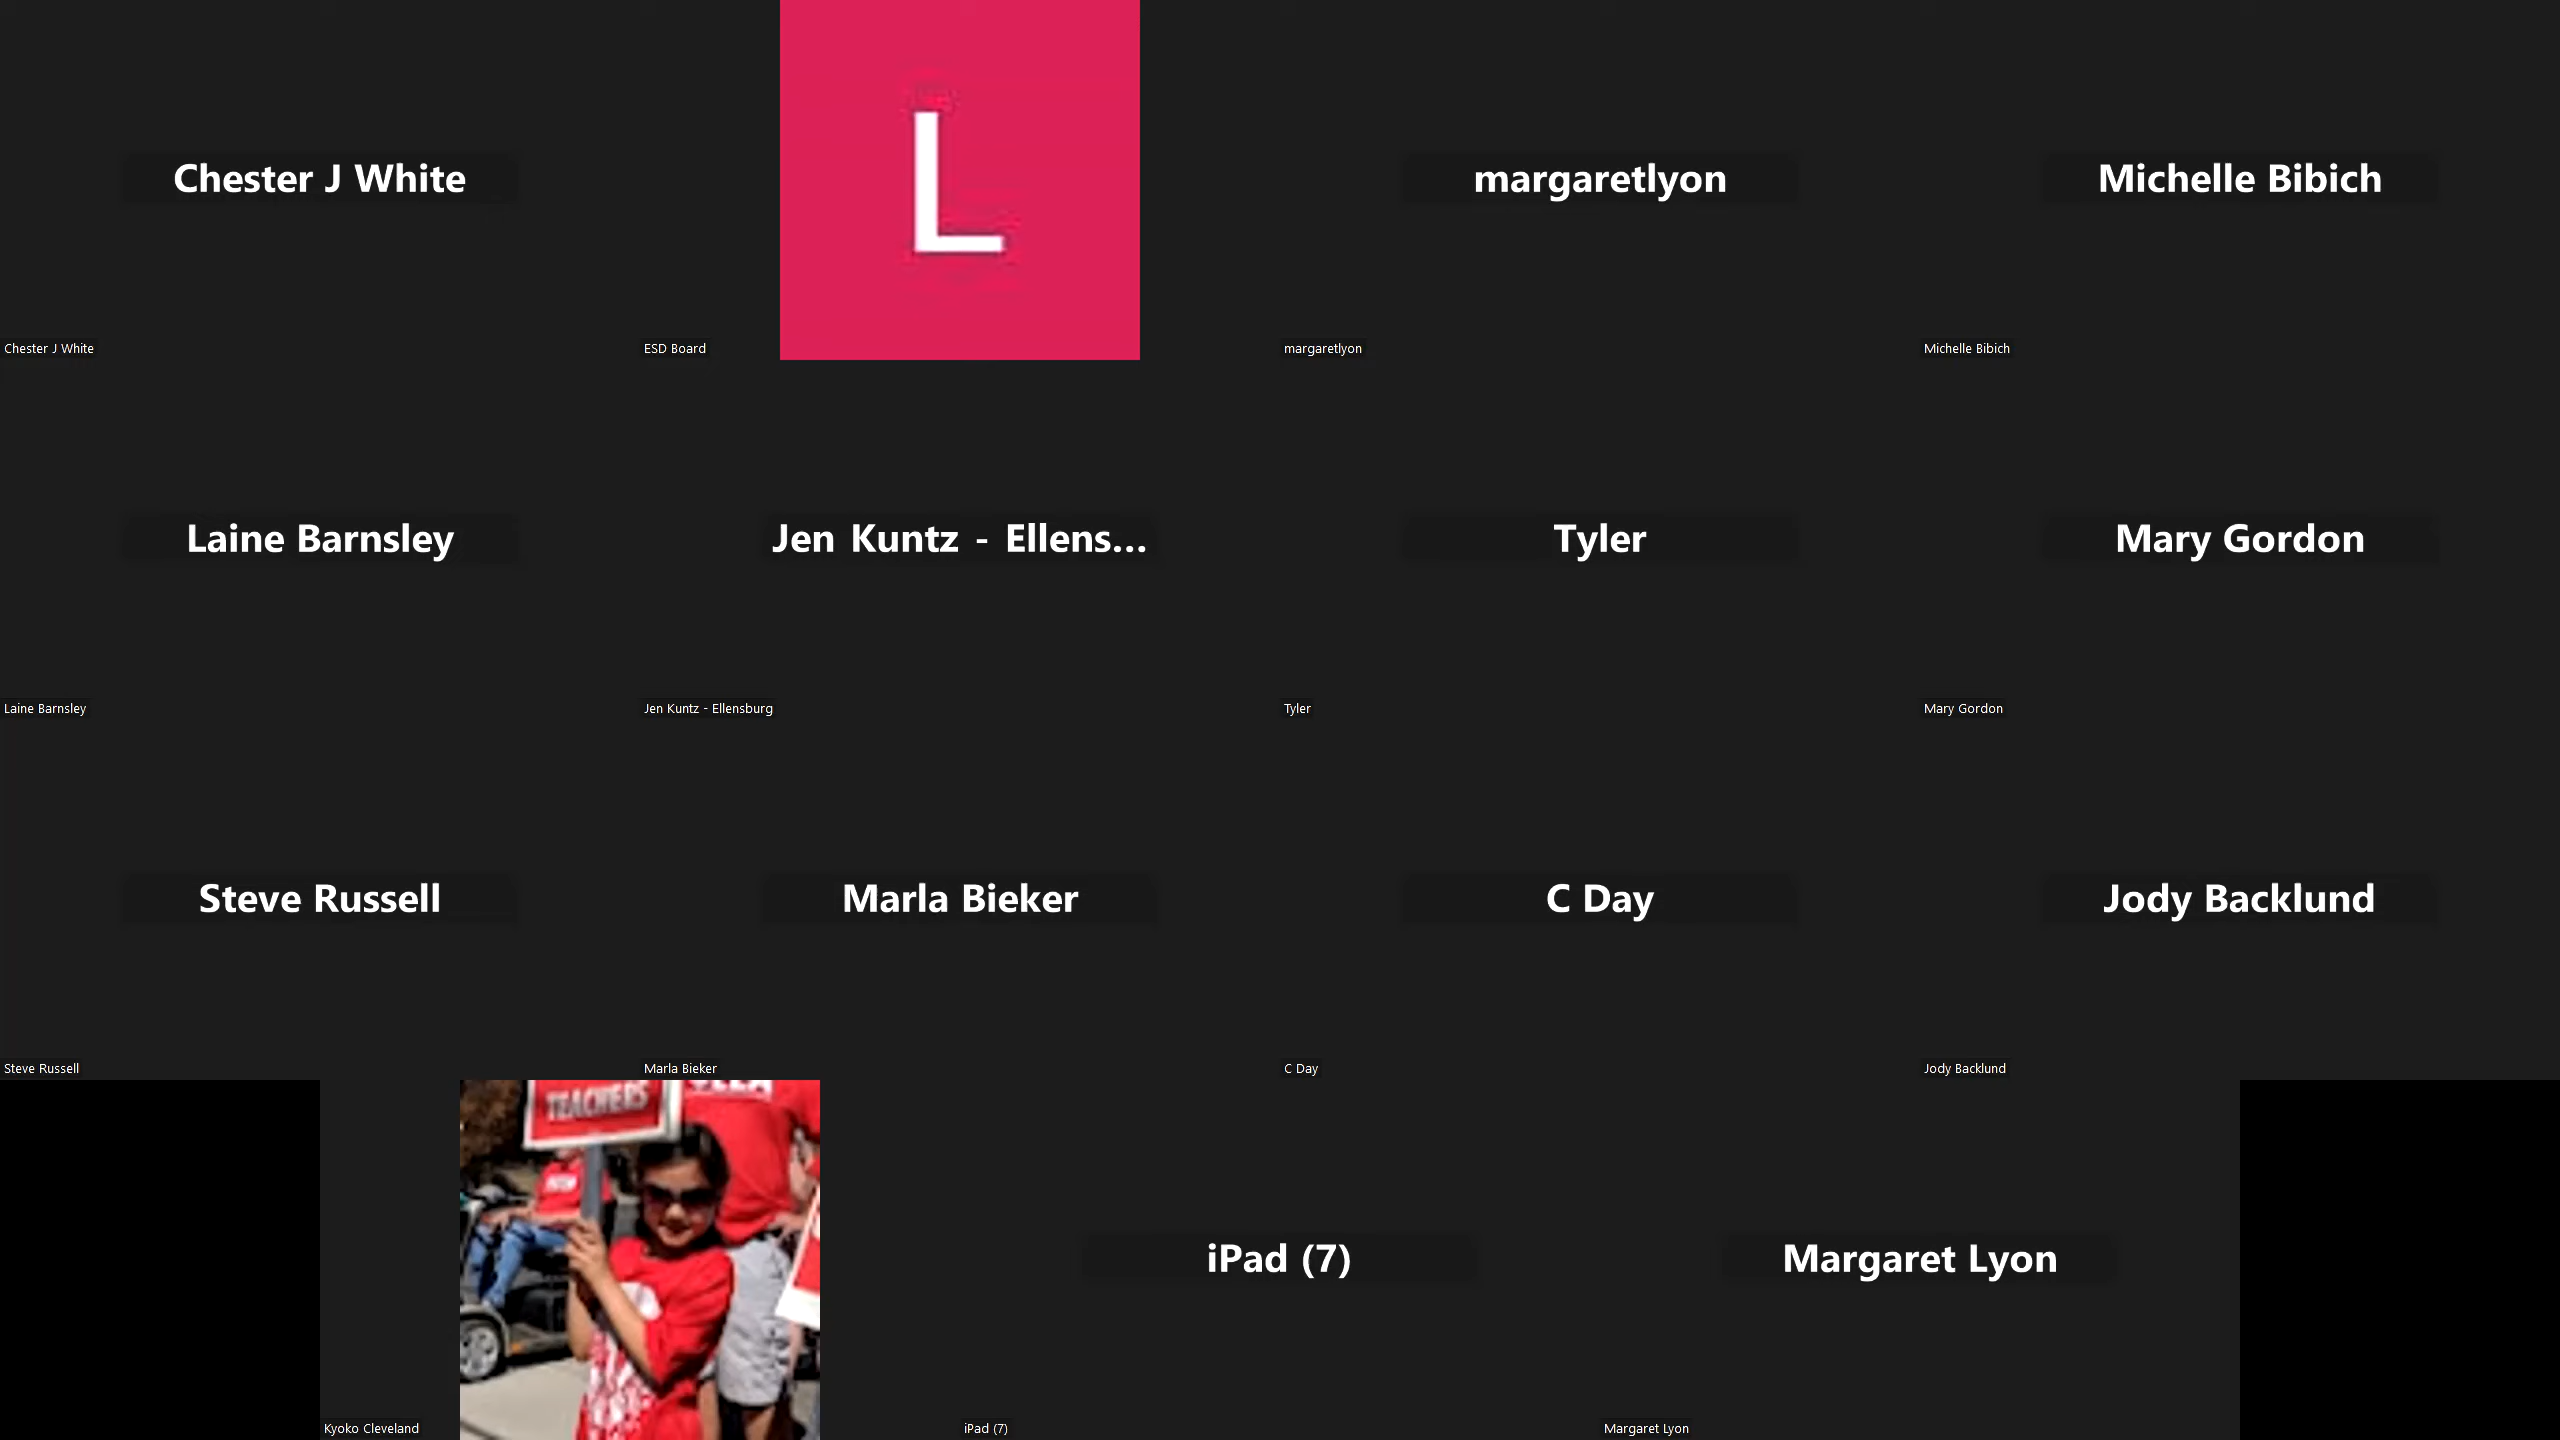 Chester J White
L
margaretlyon
Michelle Bibich
Chester J White
ESD Board
margaretlyon
Michelle Bibich
Laine Barnsley
Jen Kuntz - Ellens...
Tyler
Mary Gordon
Laine Barnsley
Jen Kuntz - Ellensburg
Tyler
Mary Gordon
Steve Russell
Marla Bieker
C Day
Jody Backlund
Steve Russell
Marla Bieker
C Day
Jody Backlund
TEACHERS
iPad (7)
Margaret Lyon
Kyoko Cleveland
iPad (7)
Margaret Lyon